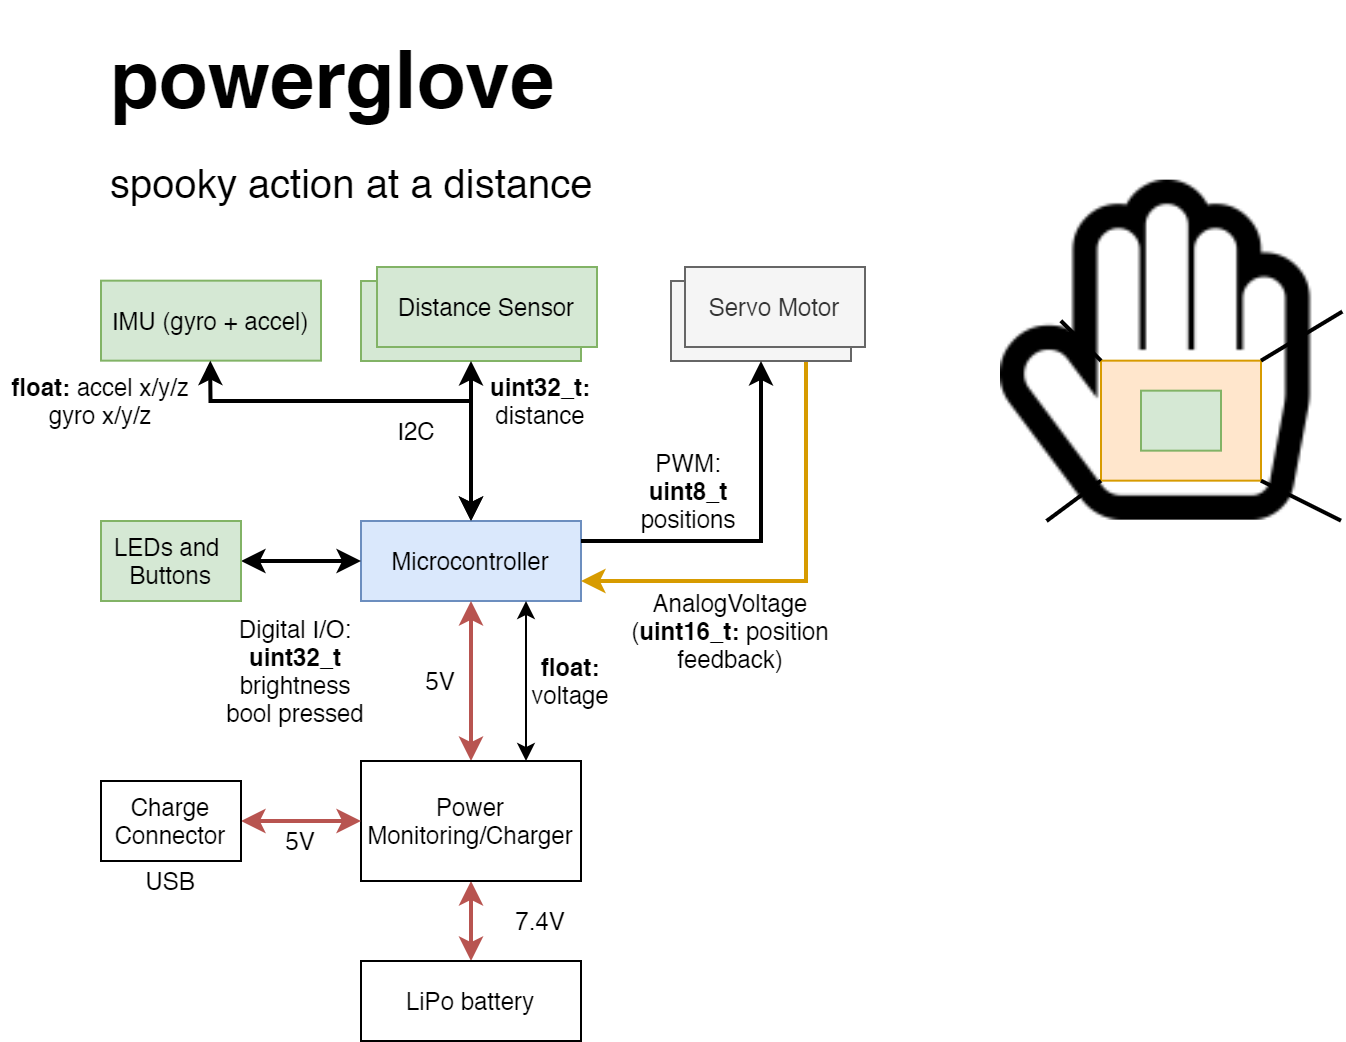 powerglove
spooky action at a distance
IMU (gyro + accel)
Distance Sensor
Servo Motor
float: accel x/y/z
gyro x/y/z
uint32_t:
distance
I2C
PWM:
uint8_t
positions
LEDs and
Buttons
Microcontroller
AnalogVoltage
(uint16_t: position
feedback)
Digital I/O:
uint32_t
brightness
bool pressed
5V
float:
voltage
Charge
Connector
USB
5V
Power
Monitoring/Charger
7.4V
LiPo battery